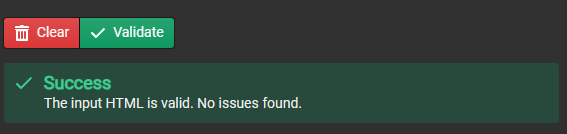 Clear Validate
Success
The input HTML is valid. No issues found.